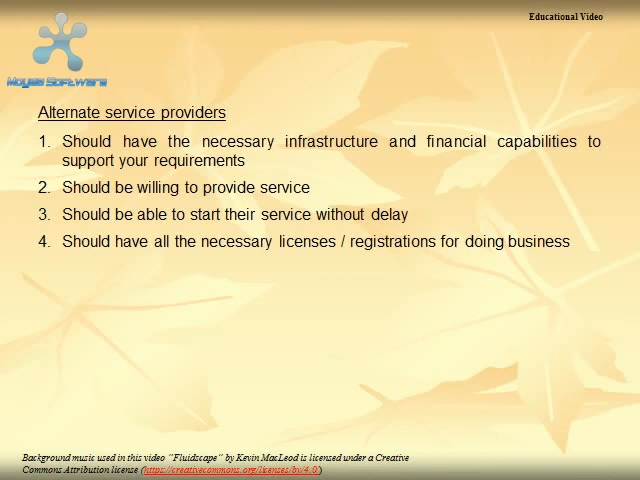 Educational Video
Moyea Software
Alternate service providers
1. Should have the necessary infrastructure and financial capabilities to
support your requirements
2. Should be willing to provide service
3. Should be able to start their service without delay
4. Should have all the necessary licenses / registrations for doing business
Background music used in this video "Fluidscape" by Kevin MacLeod is licensed under a Creative
Commons Attribution license (https://creativecommons.org/licenses/by/4.0/)